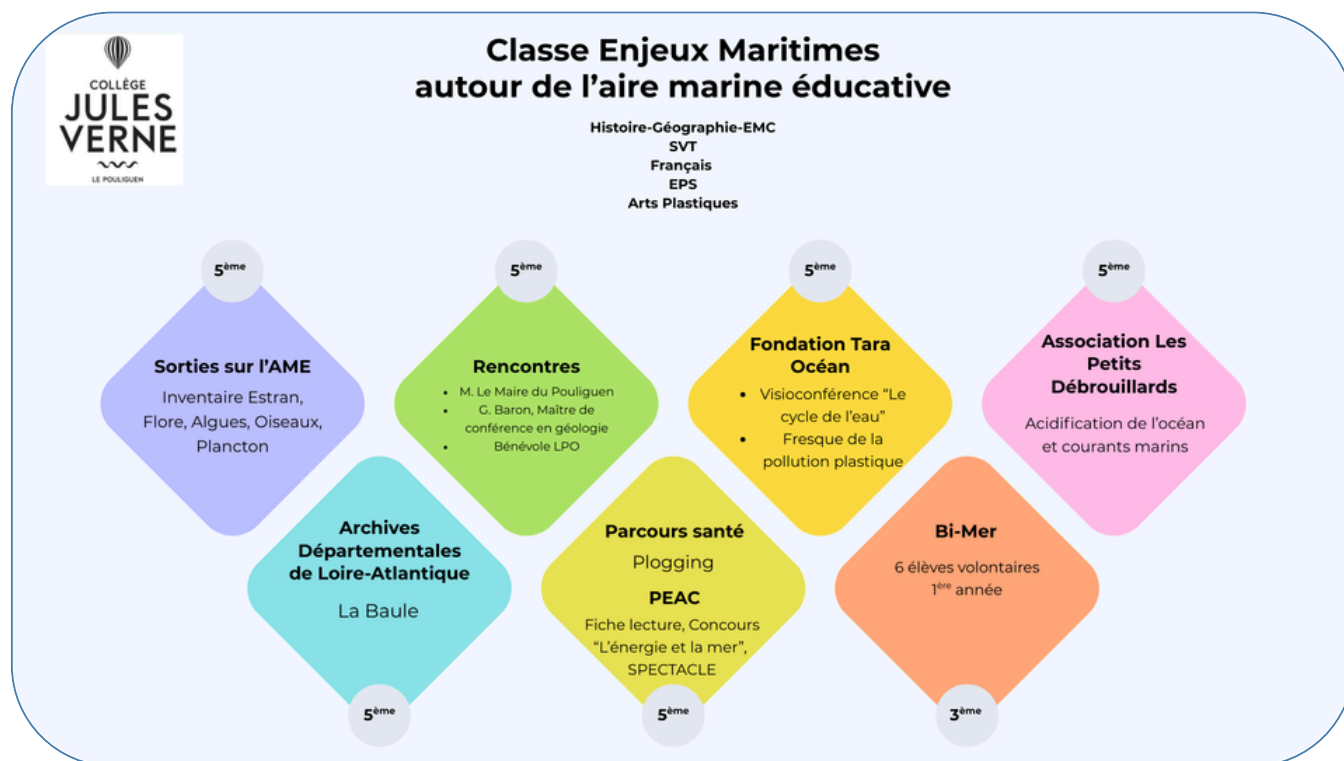 COLLÈGE
JULES
VERNE
LE POULIGUEN
Classe Enjeux Maritimes
autour de l'aire marine éducative
Histoire-Géographie-EMC
SVT
Français
EPS
Arts Plastiques
5ème
Sorties sur l'AME
Inventaire Estran,
Flore, Algues, Oiseaux,
Plancton
5ème
Rencontres
• M. Le Maire du Pouliguen
• G. Baron, Maître de
conférence en géologie
• Bénévole LPO
5ème
Fondation Tara
Océan
• Visioconférence "Le
cycle de l'eau"
• Fresque de la
pollution plastique
5ème
Association Les
Petits
Débrouillards
Acidification de l'océan
et courants marins
Archives
Départementales
de Loire-Atlantique
La Baule
5ème
Parcours santé
Plogging
PEAC
Fiche lecture, Concours
"L'énergie et la mer",
SPECTACLE
5ème
Bi-Mer
6 élèves volontaires
1ère année
3ème